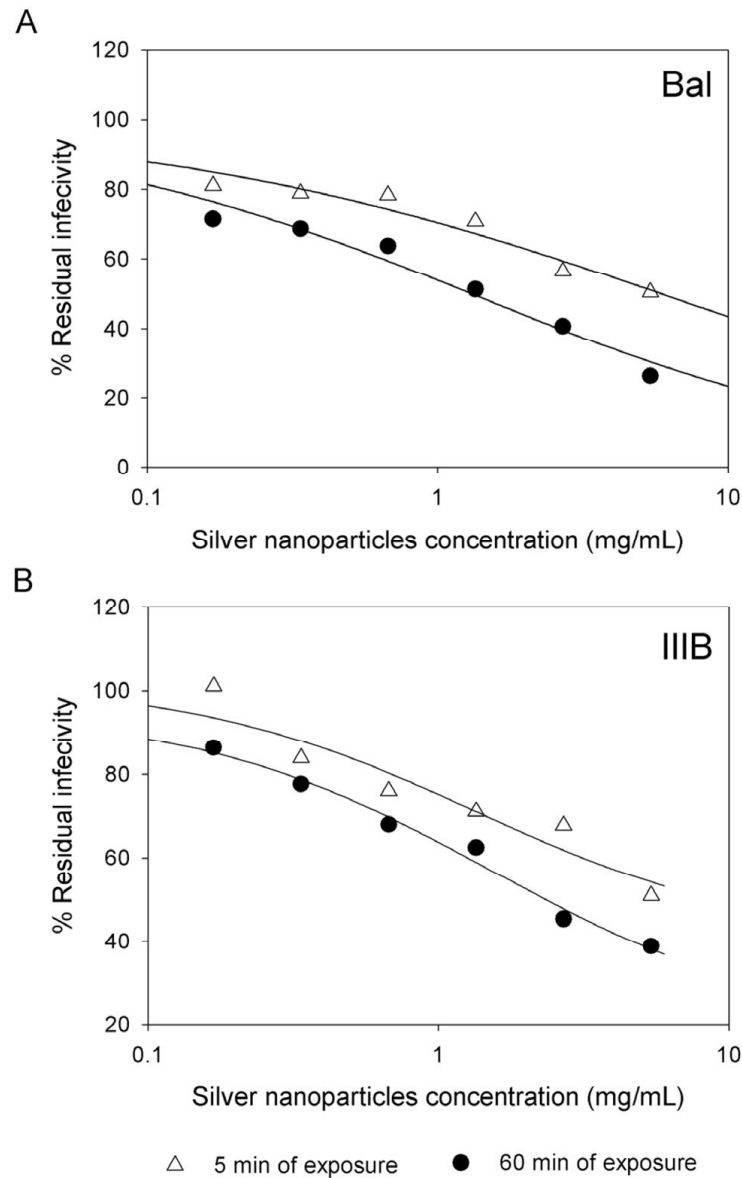 A
120
100
80
60
40
20
0
% Residual infecivity
Bal
0.1 1 10
Silver nanoparticles concentration (mg/mL)
B
120
100
80
60
40
20
% Residual infecivity
IIIB
0.1 1 10
Silver nanoparticles concentration (mg/mL)
5 min of exposure 60 min of exposure